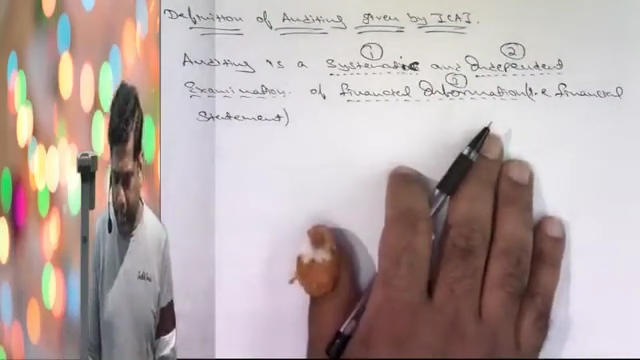 Definition of Auditing given by ICAI.
① ②
Auditing is a Systematic and Independent
③
Examination of financial Information (i.e financial
Statement)